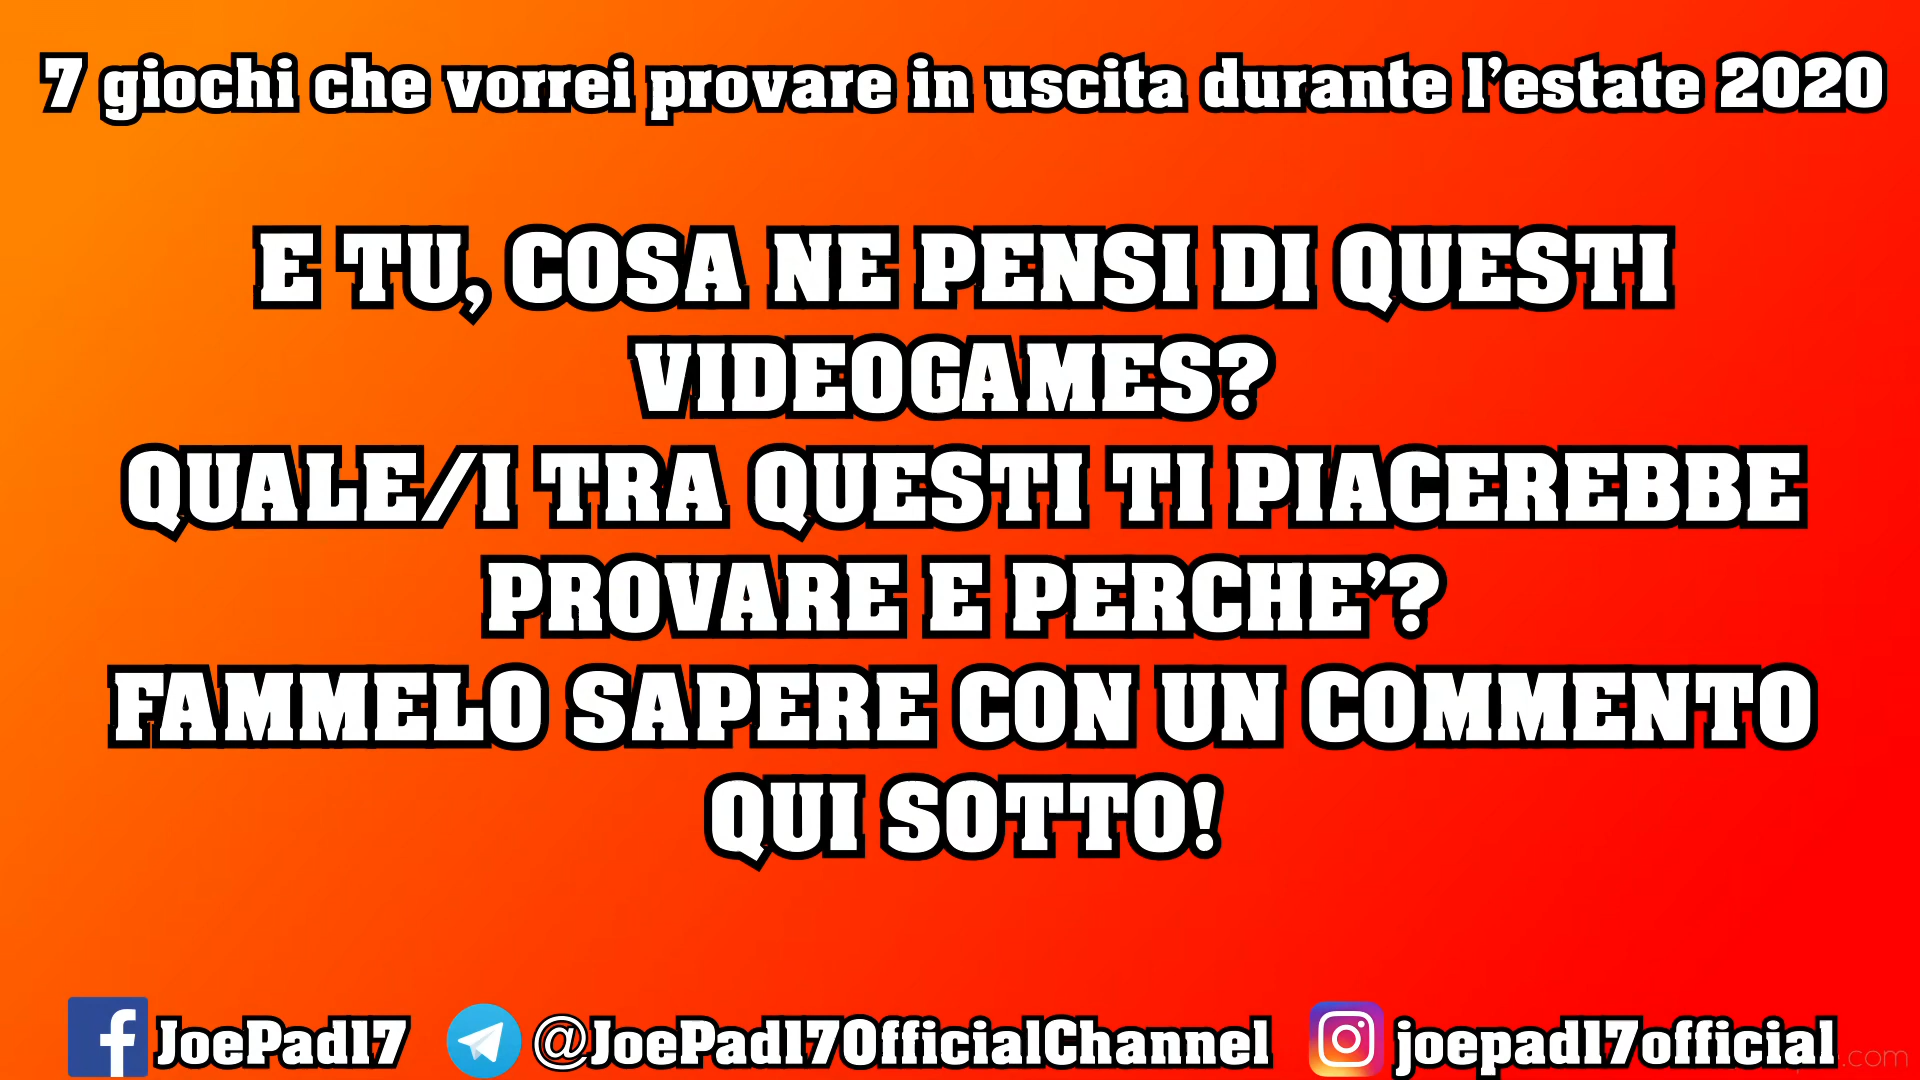 7 giochi che vorrei provare in uscita durante l’estate 2020
E TU, COSA NE PENSI DI QUESTI
VIDEOGAMES?
QUALE/I TRA QUESTI TI PIACEREBBE
PROVARE E PERCHE’?
FAMMELO SAPERE CON UN COMMENTO
QUI SOTTO!
JoePad17 @JoePad17OfficialChannel joepad17official